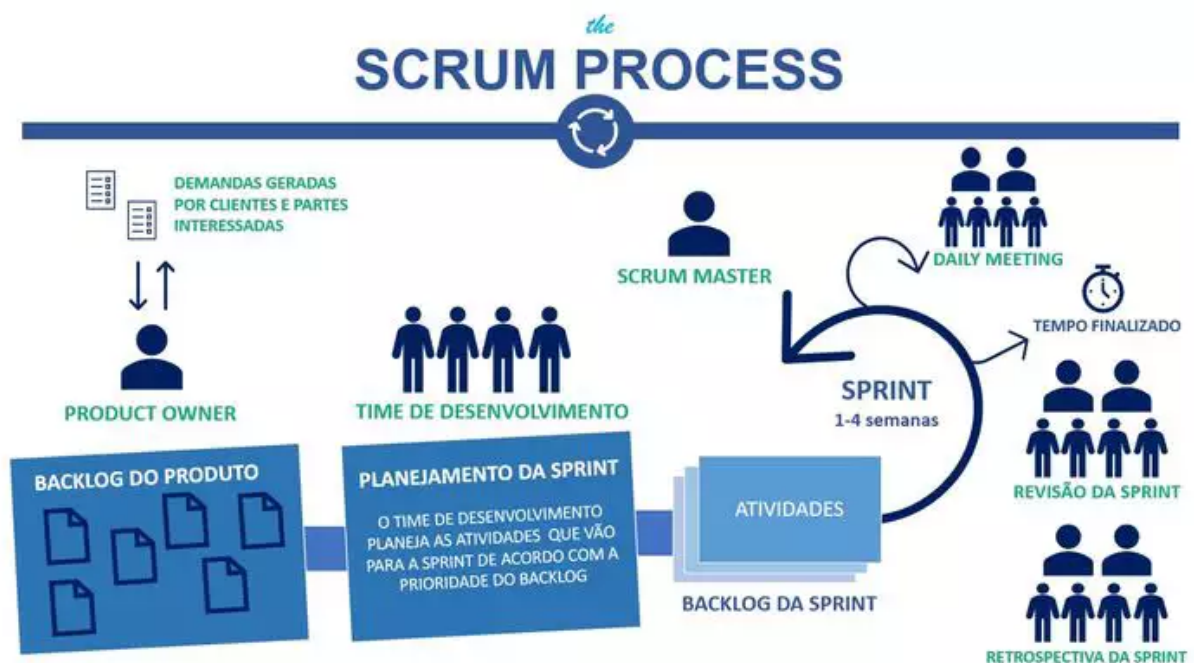 the
SCRUM PROCESS
DEMANDAS GERADAS
POR CLIENTES E PARTES
INTERESSADAS
PRODUCT OWNER
BACKLOG DO PRODUTO
TIME DE DESENVOLVIMENTO
PLANEJAMENTO DA SPRINT
O TIME DE DESENVOLVIMENTO
PLANEJA AS ATIVIDADES QUE VÃO
PARA A SPRINT DE ACORDO COM A
PRIORIDADE DO BACKLOG
ATIVIDADES
BACKLOG DA SPRINT
SCRUM MASTER
SPRINT
1-4 semanas
DAILY MEETING
TEMPO FINALIZADO
REVISÃO DA SPRINT
RETROSPECTIVA DA SPRINT